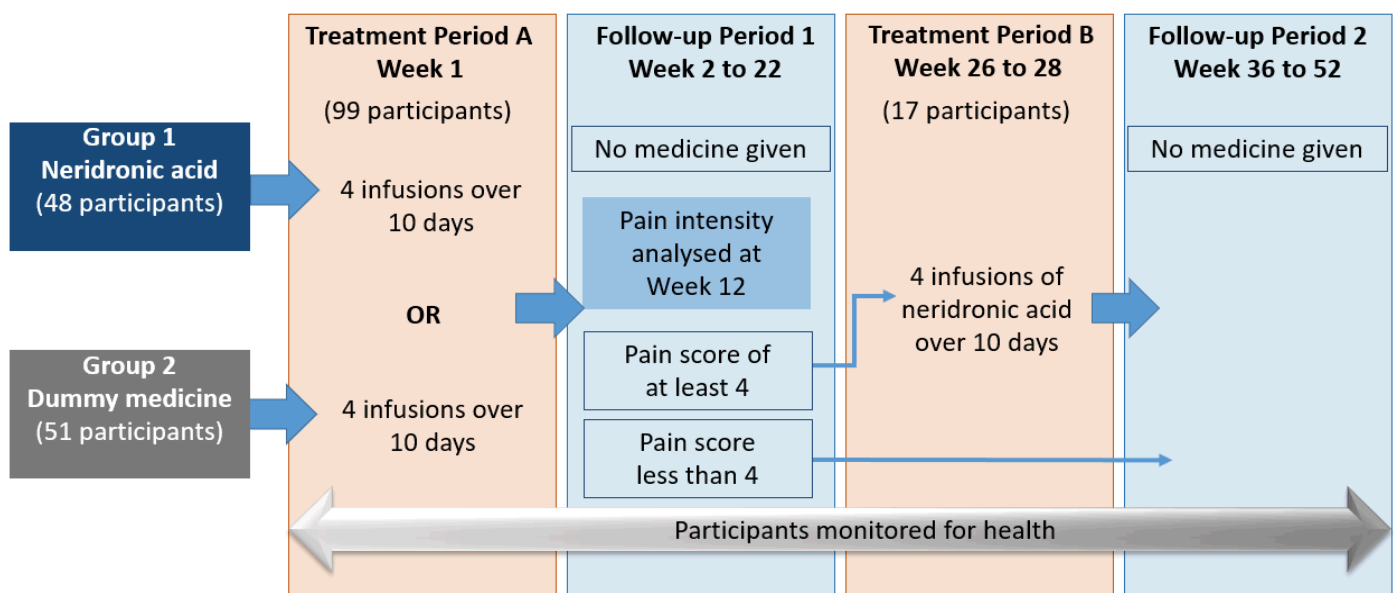 Group 1
Neridronic acid
(48 participants)
Group 2
Dummy medicine
(51 participants)
Treatment Period A
Week 1
(99 participants)
4 infusions over
10 days
OR
4 infusions over
10 days
Follow-up Period 1
Week 2 to 22
No medicine given
Pain intensity
analysed at
Week 12
Pain score of
at least 4
Pain score
less than 4
Treatment Period B
Week 26 to 28
(17 participants)
4 infusions of
neridronic acid
over 10 days
Follow-up Period 2
Week 36 to 52
No medicine given
Participants monitored for health